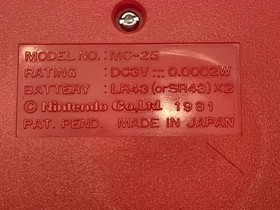 MODEL NO. : MC-25
RATING : DC3V ⎓ 0.0002W
BATTERY : LR43 (or SR43) X2
© Nintendo Co., Ltd. 1981
PAT. PEND. MADE IN JAPAN